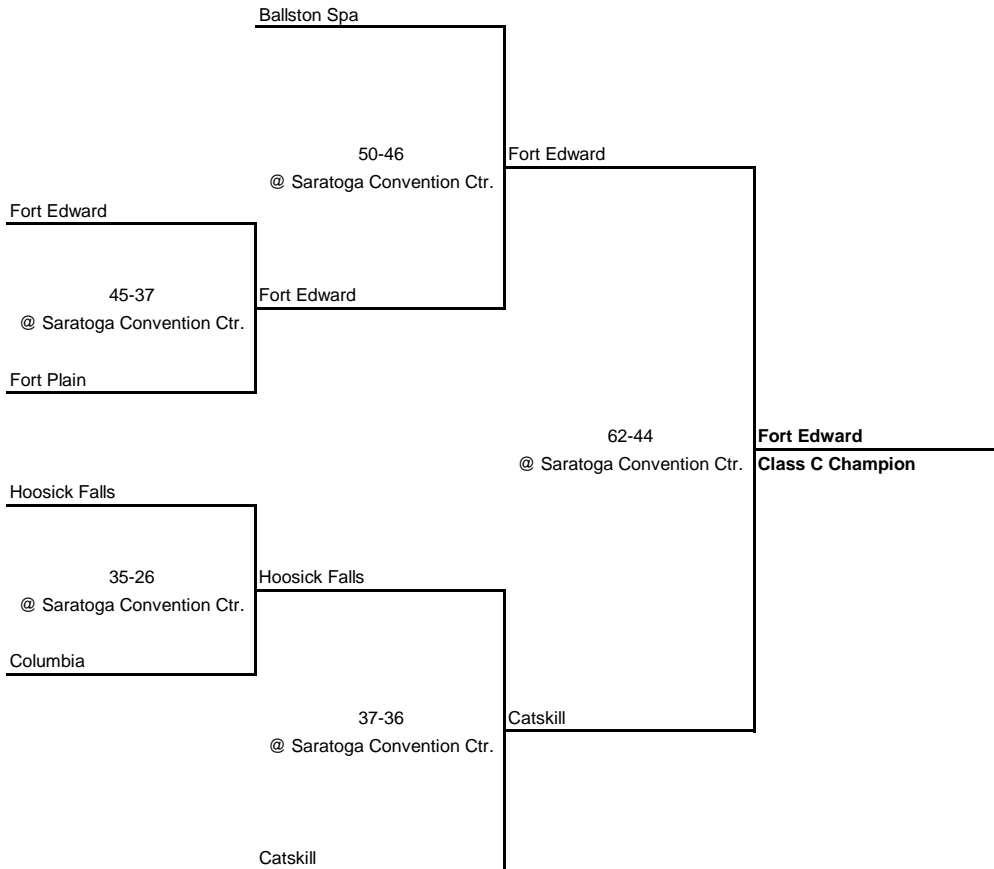 Ballston Spa
50-46
Fort Edward
@ Saratoga Convention Ctr.
Fort Edward
45-37
Fort Edward
@ Saratoga Convention Ctr.
Fort Plain
62-44
Fort Edward
@ Saratoga Convention Ctr.
Class C Champion
Hoosick Falls
35-26
Hoosick Falls
@ Saratoga Convention Ctr.
Columbia
37-36
Catskill
@ Saratoga Convention Ctr.
Catskill